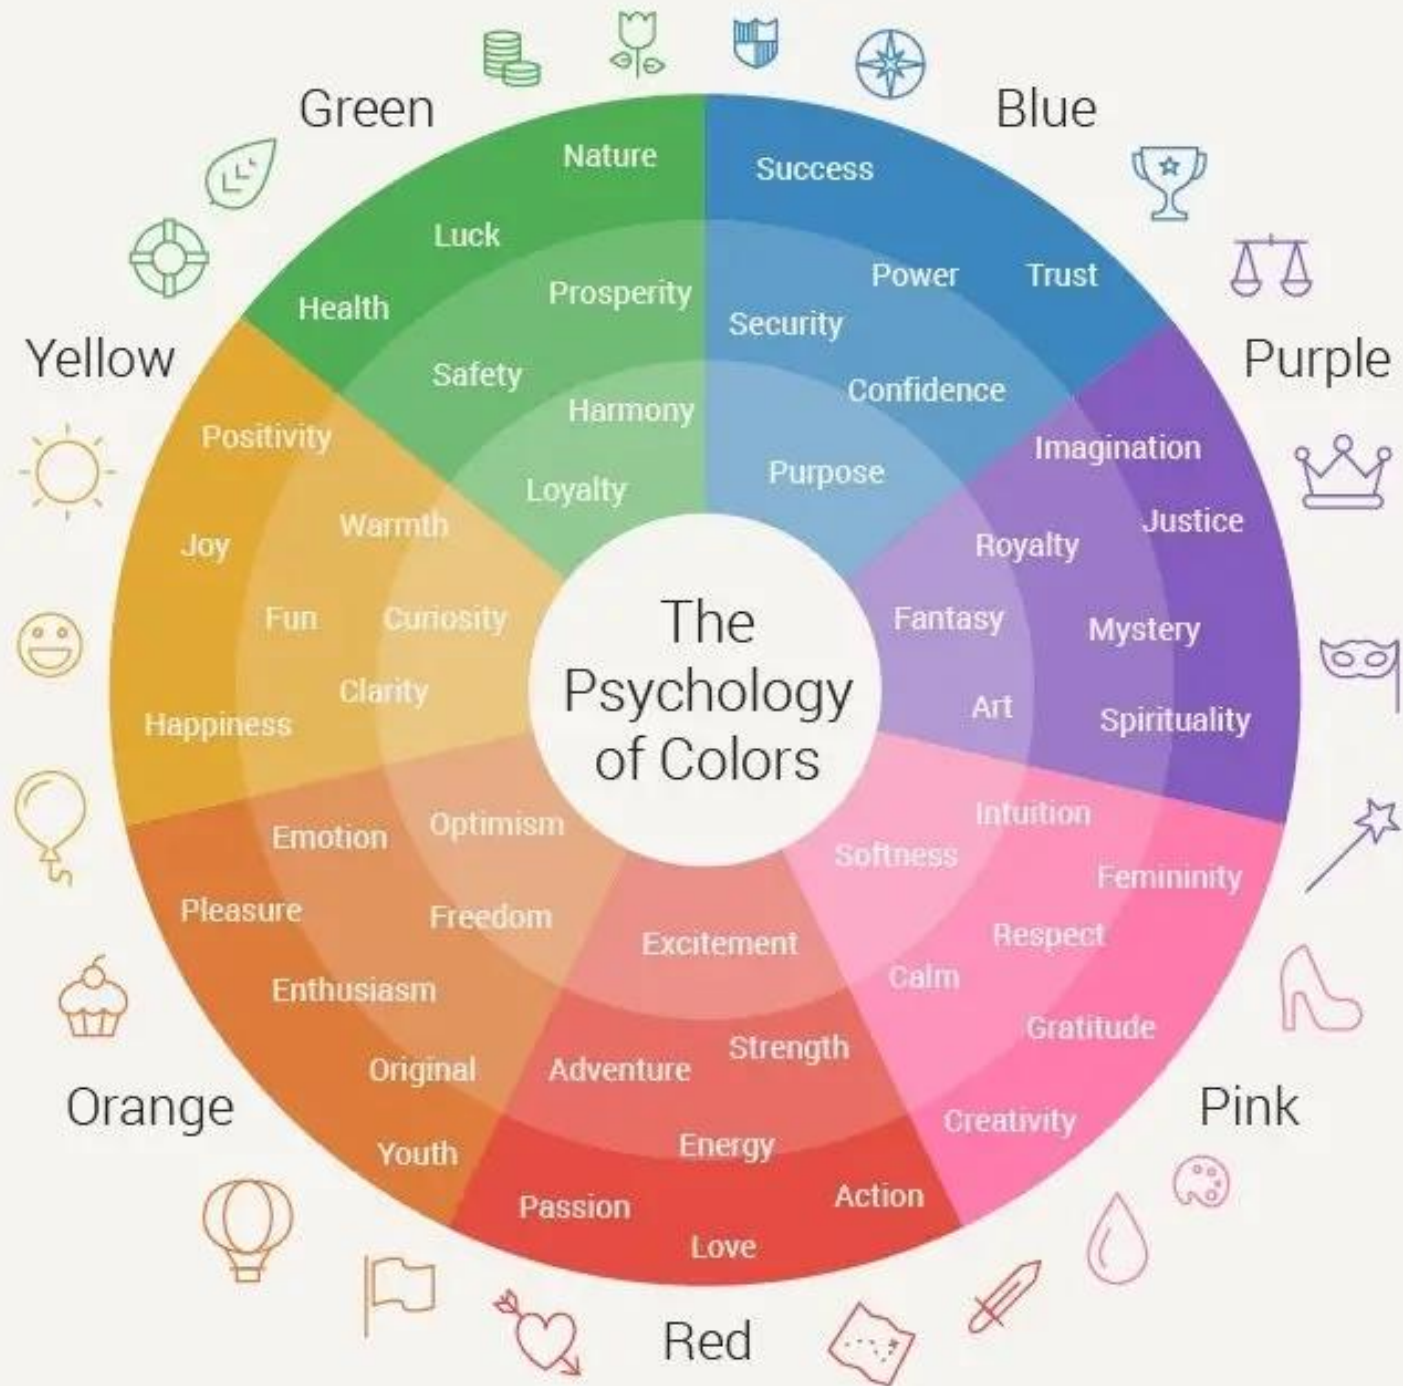 Green
Blue
Nature
Success
Luck
Power
Trust
Health
Prosperity
Security
Yellow
Purple
Safety
Confidence
Harmony
Positivity
Imagination
Purpose
Loyalty
Warmth
Justice
Joy
Royalty
Fun
Curiosity
Fantasy
Mystery
The
Psychology
of Colors
Clarity
Art
Happiness
Spirituality
Intuition
Emotion
Optimism
Softness
Femininity
Pleasure
Freedom
Respect
Excitement
Calm
Enthusiasm
Gratitude
Strength
Original
Adventure
Orange
Pink
Creativity
Youth
Energy
Passion
Action
Love
Red